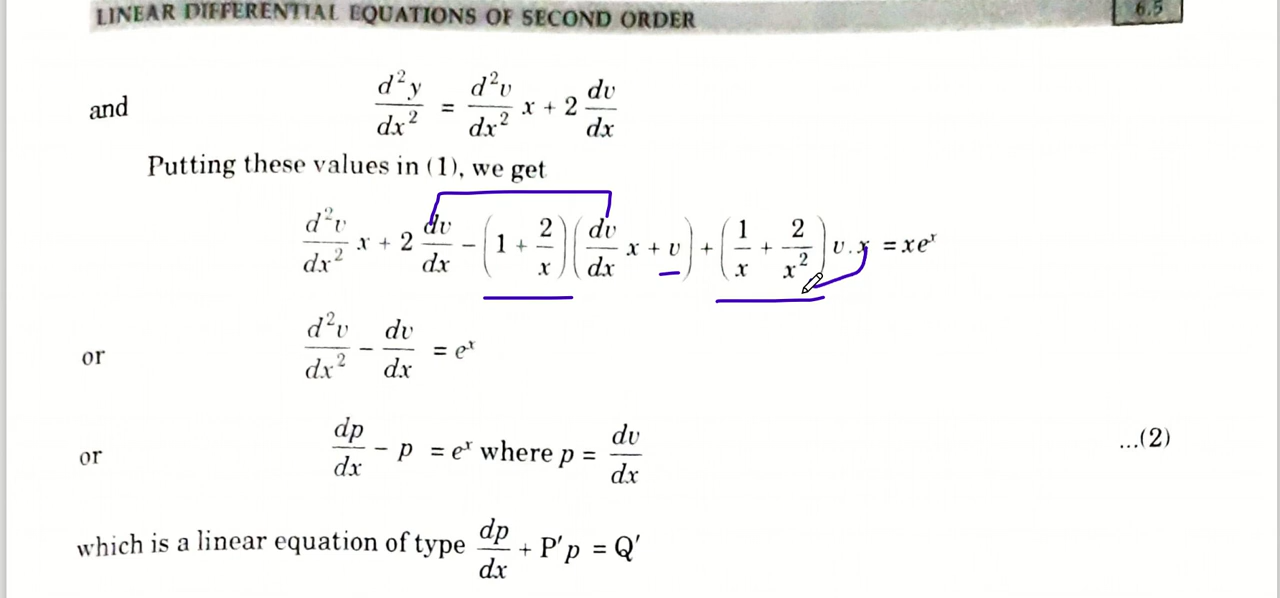 LINEAR DIFFERENTIAL EQUATIONS OF SECOND ORDER 6.5
and d²y/dx² = d²v/dx² x + 2 dv/dx
Putting these values in (1), we get
d²v/dx² x + 2 dv/dx − (1 + 2/x)(dv/dx x + v) + (1/x + 2/x²) v.x = xeˣ
or d²v/dx² − dv/dx = eˣ
or dp/dx − p = eˣ where p = dv/dx ...(2)
which is a linear equation of type dp/dx + P′p = Q′